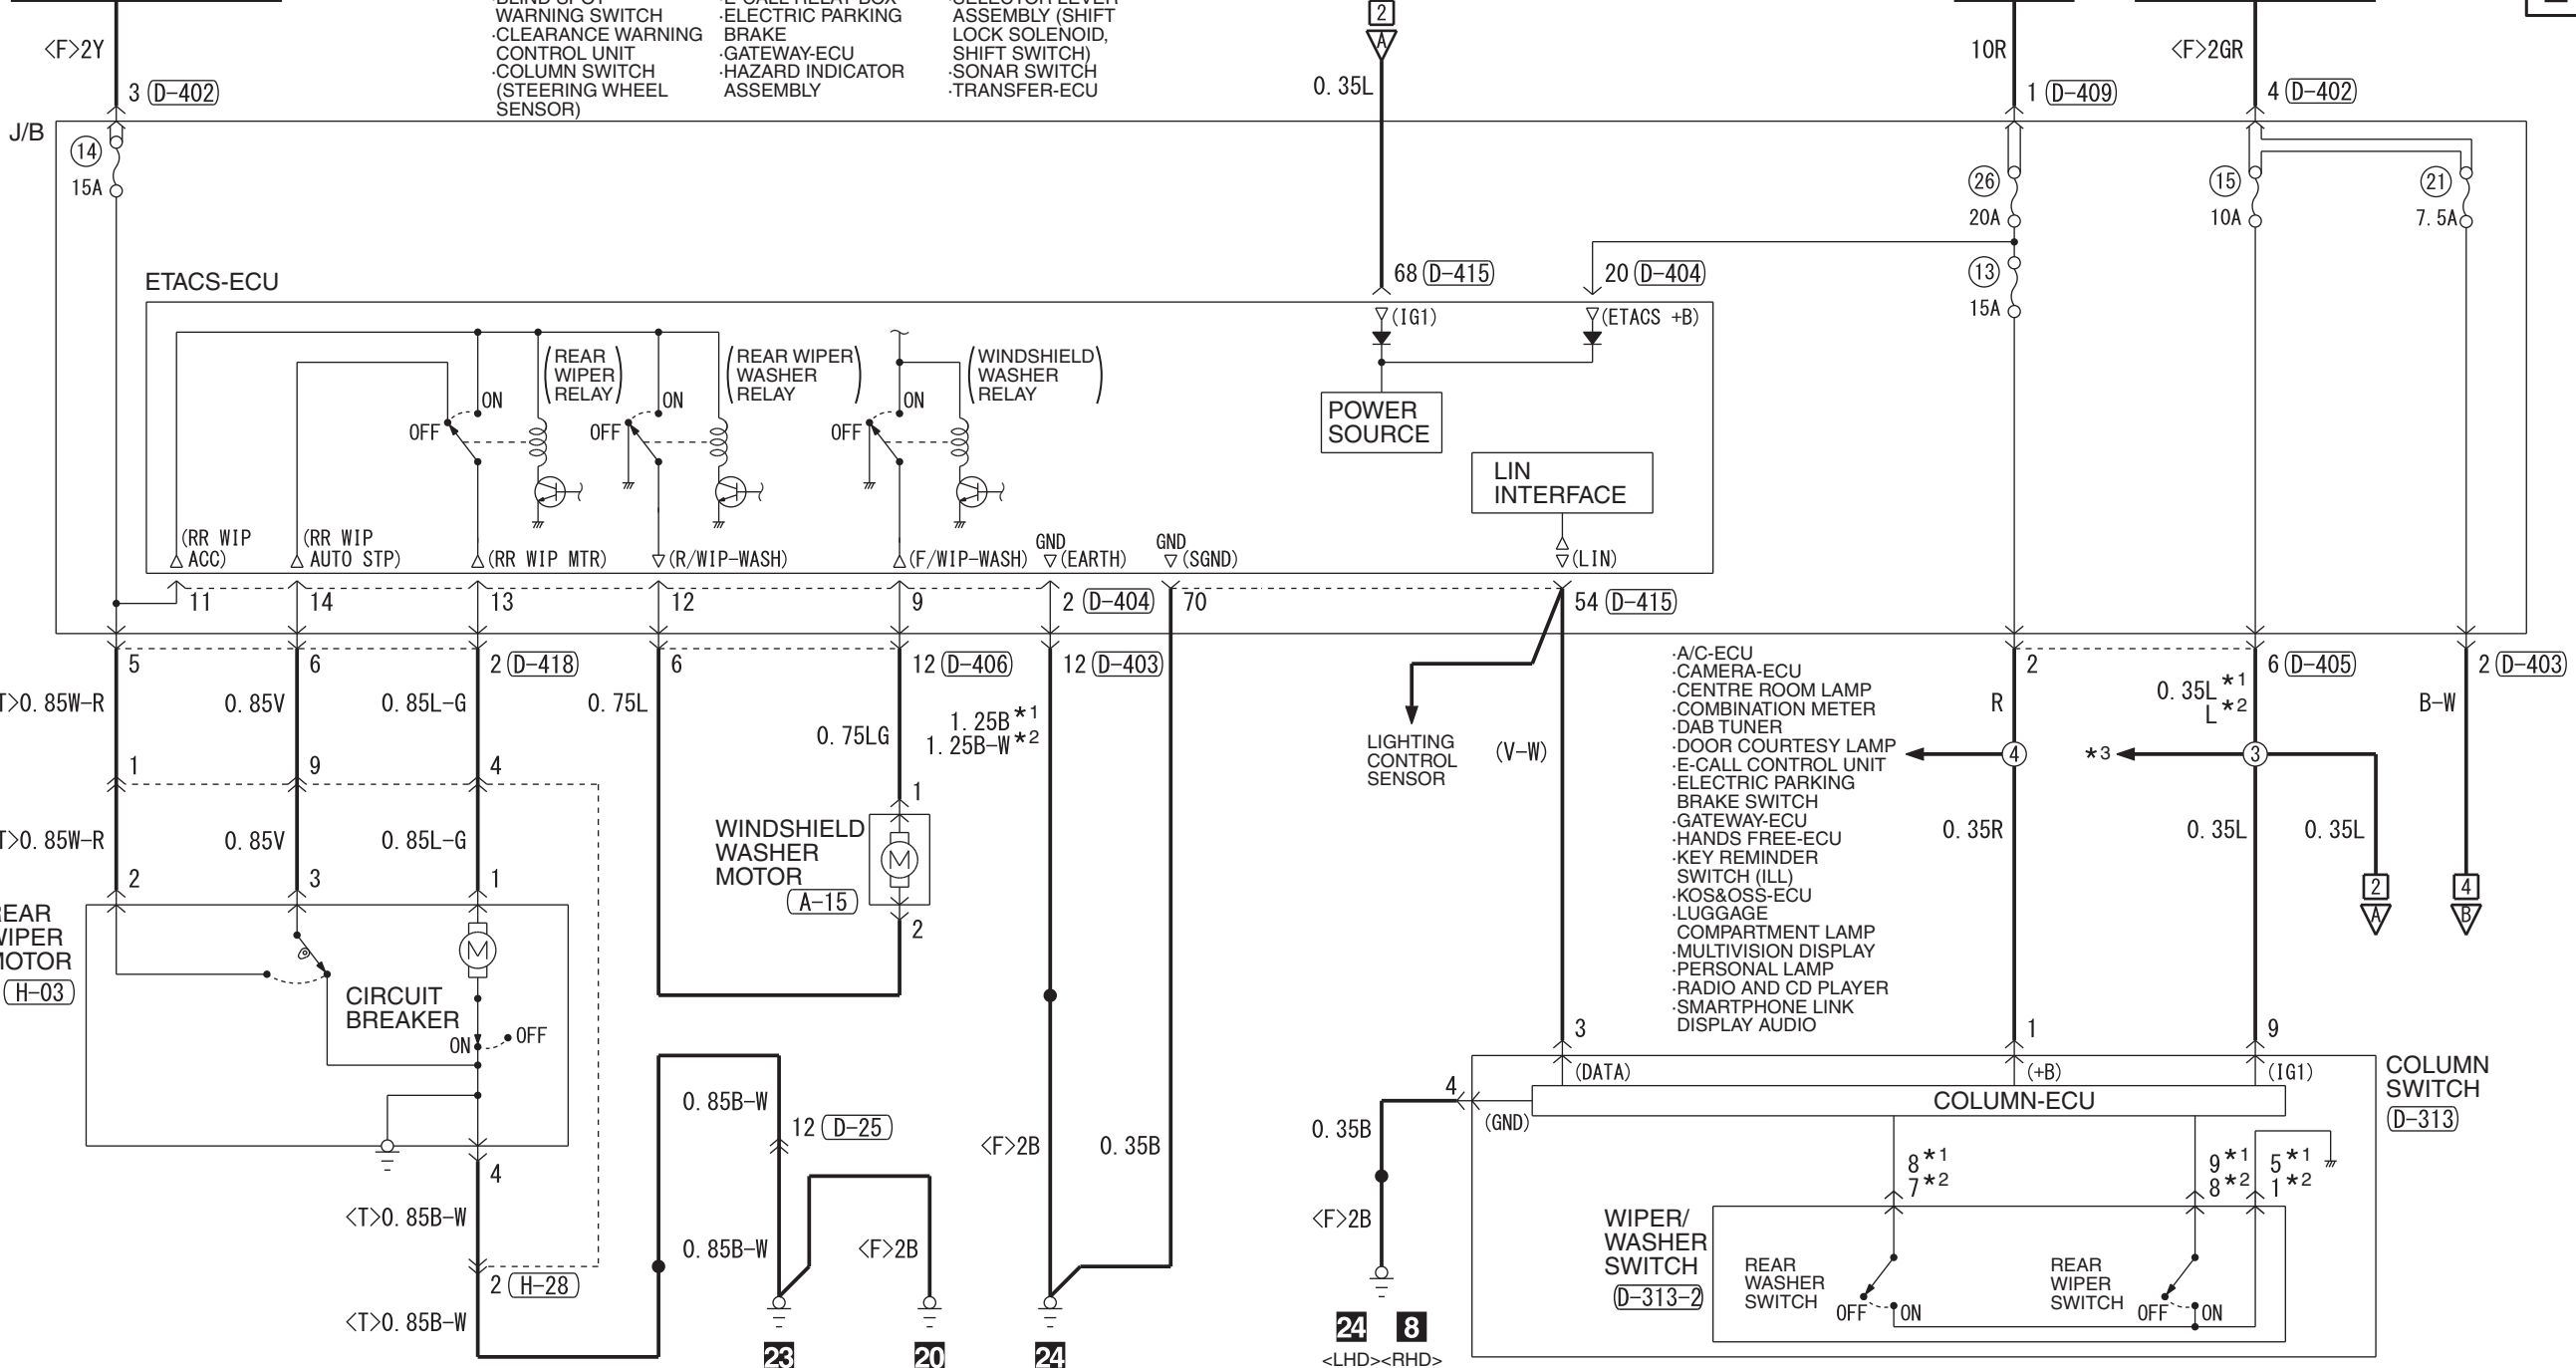 WARNING SWITCH
·CLEARANCE WARNING
CONTROL UNIT
·COLUMN SWITCH
(STEERING WHEEL
SENSOR)
·ELECTRIC PARKING
BRAKE
·GATEWAY-ECU
·HAZARD INDICATOR
ASSEMBLY
ASSEMBLY (SHIFT
LOCK SOLENOID,
SHIFT SWITCH)
·SONAR SWITCH
·TRANSFER-ECU
<F>2Y
3 (D-402)
2
A
0.35L
10R
1 (D-409)
<F>2GR
4 (D-402)
J/B
14
15A
26
20A
13
15A
15
10A
21
7.5A
ETACS-ECU
68 (D-415)
20 (D-404)
(IG1)
(ETACS +B)
(REAR
WIPER
RELAY)
(REAR WIPER
WASHER
RELAY)
(WINDSHIELD
WASHER
RELAY)
ON
OFF
ON
OFF
ON
OFF
POWER
SOURCE
LIN
INTERFACE
(RR WIP
ACC)
(RR WIP
AUTO STP)
(RR WIP MTR)
(R/WIP-WASH)
(F/WIP-WASH)
GND
(EARTH)
GND
(SGND)
(LIN)
11
14
13
12
9
2 (D-404)
70
54 (D-415)
5
6
2 (D-418)
6
12 (D-406)
12 (D-403)
2
6 (D-405)
2 (D-403)
T>0.85W-R
0.85V
0.85L-G
0.75L
0.75LG
1.25B*1
1.25B-W*2
(V-W)
R
0.35L*1
L*2
B-W
1
9
4
T>0.85W-R
0.85V
0.85L-G
2
3
1
LIGHTING
CONTROL
SENSOR
·A/C-ECU
·CAMERA-ECU
·CENTRE ROOM LAMP
·COMBINATION METER
·DAB TUNER
·DOOR COURTESY LAMP
·E-CALL CONTROL UNIT
·ELECTRIC PARKING
BRAKE SWITCH
·GATEWAY-ECU
·HANDS FREE-ECU
·KEY REMINDER
SWITCH (ILL)
·KOS&OSS-ECU
·LUGGAGE
COMPARTMENT LAMP
·MULTIVISION DISPLAY
·PERSONAL LAMP
·RADIO AND CD PLAYER
·SMARTPHONE LINK
DISPLAY AUDIO
4
*3
3
0.35R
0.35L
0.35L
2
A
4
B
WINDSHIELD
WASHER
MOTOR
(A-15)
1
M
2
EAR
WIPER
MOTOR
(H-03)
M
CIRCUIT
BREAKER
ON
OFF
4
<T>0.85B-W
2 (H-28)
<T>0.85B-W
0.85B-W
12 (D-25)
0.85B-W
<F>2B
<F>2B
0.35B
23
20
24
3
1
9
(DATA)
(+B)
(IG1)
COLUMN
SWITCH
(D-313)
COLUMN-ECU
4
(GND)
0.35B
<F>2B
24
8
<LHD><RHD>
8*1
7*2
9*1
8*2
5*1
1*2
WIPER/
WASHER
SWITCH
(D-313-2)
REAR
WASHER
SWITCH
OFF
ON
REAR
WIPER
SWITCH
OFF
ON